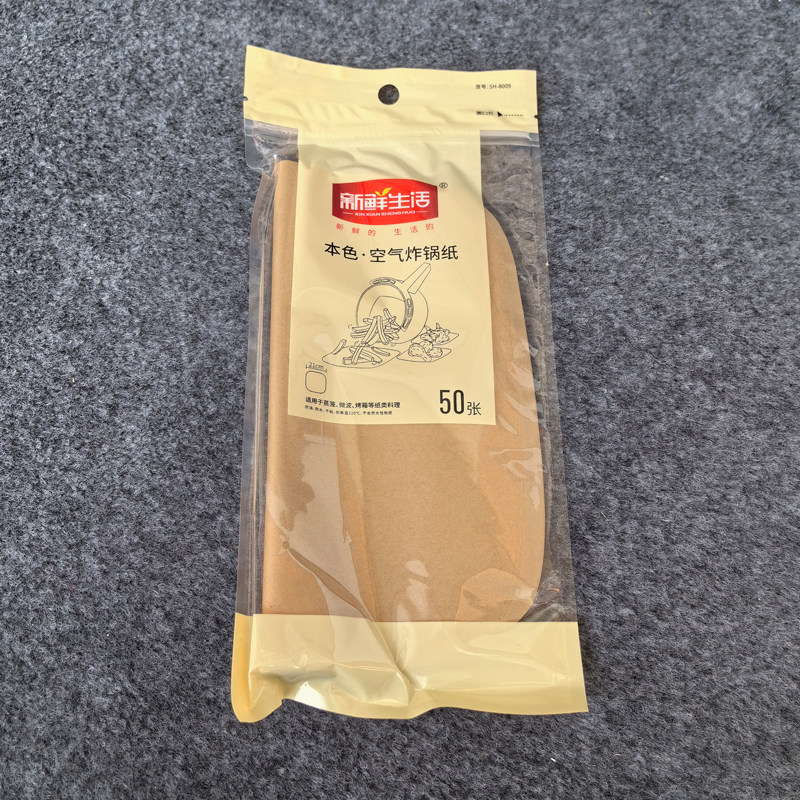 货号: SH-8009
新鲜生活®
XIN XIAN SHENG HUO
新鲜的 生活的
本色·空气炸锅纸
21cm
适用于蒸笼、微波、烤箱等纸类料理
50张